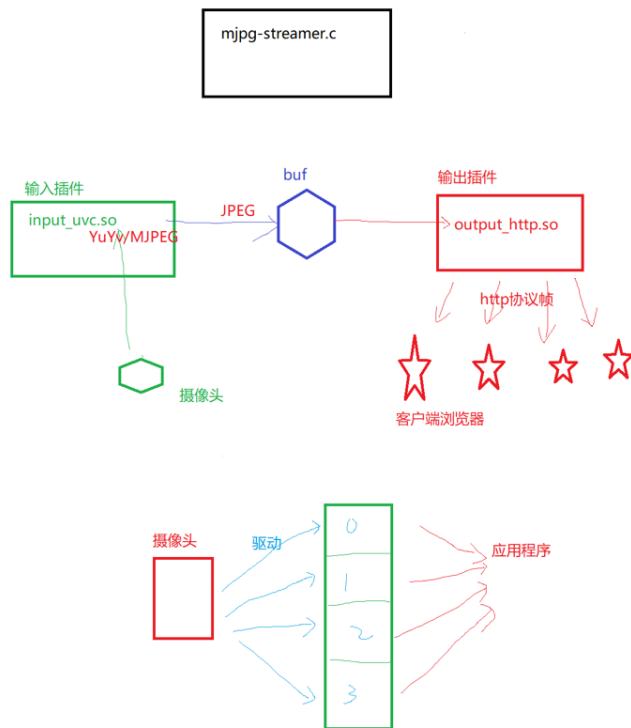 mjpg-streamer.c
输入插件
buf
输出插件
input_uvc.so
JPEG
output_http.so
YuYv/MJPEG
http协议帧
摄像头
客户端浏览器
摄像头
驱动
0
应用程序
1
2
3